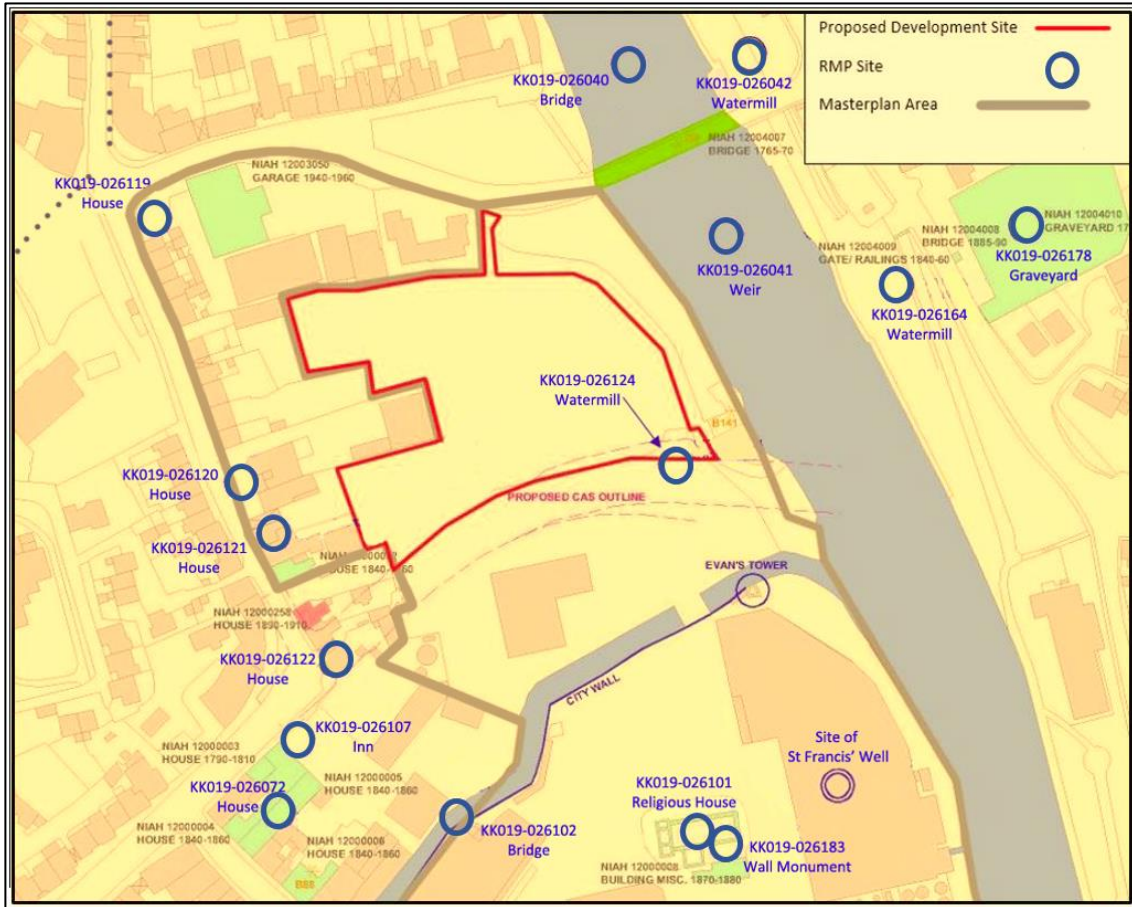 Proposed Development Site
RMP Site
Masterplan Area
KK019-026040
Bridge
KK019-026042
Watermill
NIAH 12004007
BRIDGE 1765-70
NIAH 12003050
GARAGE 1940-1960
KK019-026119
House
KK019-026041
Weir
NIAH 12004009
GATE/ RAILINGS 1840-60
NIAH 12004008
BRIDGE 1885-90
NIAH 12004010
GRAVEYARD 17
KK019-026178
Graveyard
KK019-026164
Watermill
KK019-026124
Watermill
B141
KK019-026120
House
PROPOSED CAS OUTLINE
KK019-026121
House
HOUSE 1840-1860
EVAN'S TOWER
NIAH 12000258
HOUSE 1890-1910
KK019-026122
House
CITY WALL
KK019-026107
Inn
NIAH 12000003
HOUSE 1790-1810
Site of
St Francis' Well
KK019-026072
House
NIAH 12000005
HOUSE 1840-1860
KK019-026101
Religious House
NIAH 12000004
HOUSE 1840-1860
KK019-026102
Bridge
NIAH 12000006
HOUSE 1840-1860
KK019-026183
Wall Monument
NIAH 12000008
BUILDING MISC. 1870-1880
B88